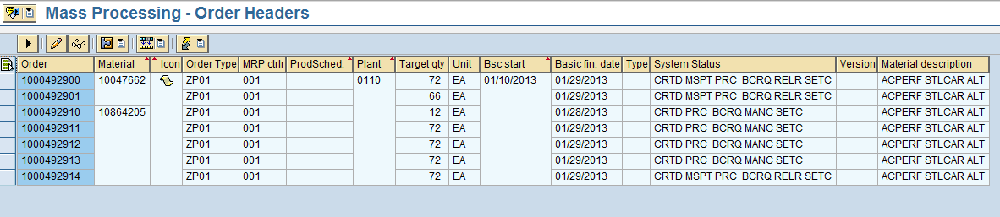 Mass Processing - Order Headers
Order Material Icon Order Type MRP ctrlr ProdSched. Plant Target qty Unit Bsc start Basic fin. date Type System Status Version Material description
1000492900 10047662 ZP01 001 0110 72 EA 01/10/2013 01/29/2013 CRTD MSPT PRC BCRQ RELR SETC ACPERF STLCAR ALT
1000492901 ZP01 001 66 EA 01/29/2013 CRTD MSPT PRC BCRQ RELR SETC ACPERF STLCAR ALT
1000492910 10864205 ZP01 001 12 EA 01/28/2013 CRTD PRC BCRQ MANC SETC ACPERF STLCAR ALT
1000492911 ZP01 001 72 EA 01/29/2013 CRTD PRC BCRQ MANC SETC ACPERF STLCAR ALT
1000492912 ZP01 001 72 EA 01/29/2013 CRTD PRC BCRQ MANC SETC ACPERF STLCAR ALT
1000492913 ZP01 001 72 EA 01/29/2013 CRTD PRC BCRQ MANC SETC ACPERF STLCAR ALT
1000492914 ZP01 001 72 EA 01/29/2013 CRTD MSPT PRC BCRQ RELR SETC ACPERF STLCAR ALT